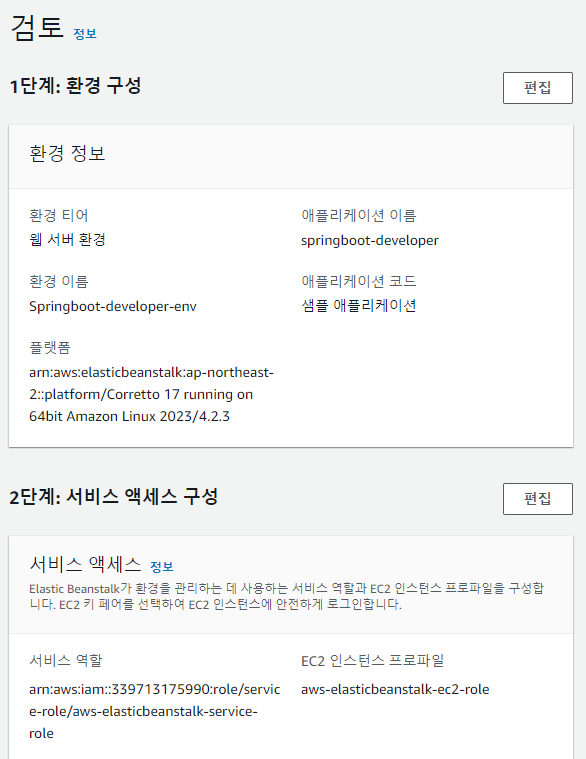 검토 정보
1단계: 환경 구성
편집
환경 정보
환경 티어
웹 서버 환경
애플리케이션 이름
springboot-developer
환경 이름
Springboot-developer-env
애플리케이션 코드
샘플 애플리케이션
플랫폼
arn:aws:elasticbeanstalk:ap-northeast-
2::platform/Corretto 17 running on
64bit Amazon Linux 2023/4.2.3
2단계: 서비스 액세스 구성
편집
서비스 액세스 정보
Elastic Beanstalk가 환경을 관리하는 데 사용하는 서비스 역할과 EC2 인스턴스 프로파일을 구성합
니다. EC2 키 페어를 선택하여 EC2 인스턴스에 안전하게 로그인합니다.
서비스 역할
arn:aws:iam::339713175990:role/servic
e-role/aws-elasticbeanstalk-service-
role
EC2 인스턴스 프로파일
aws-elasticbeanstalk-ec2-role